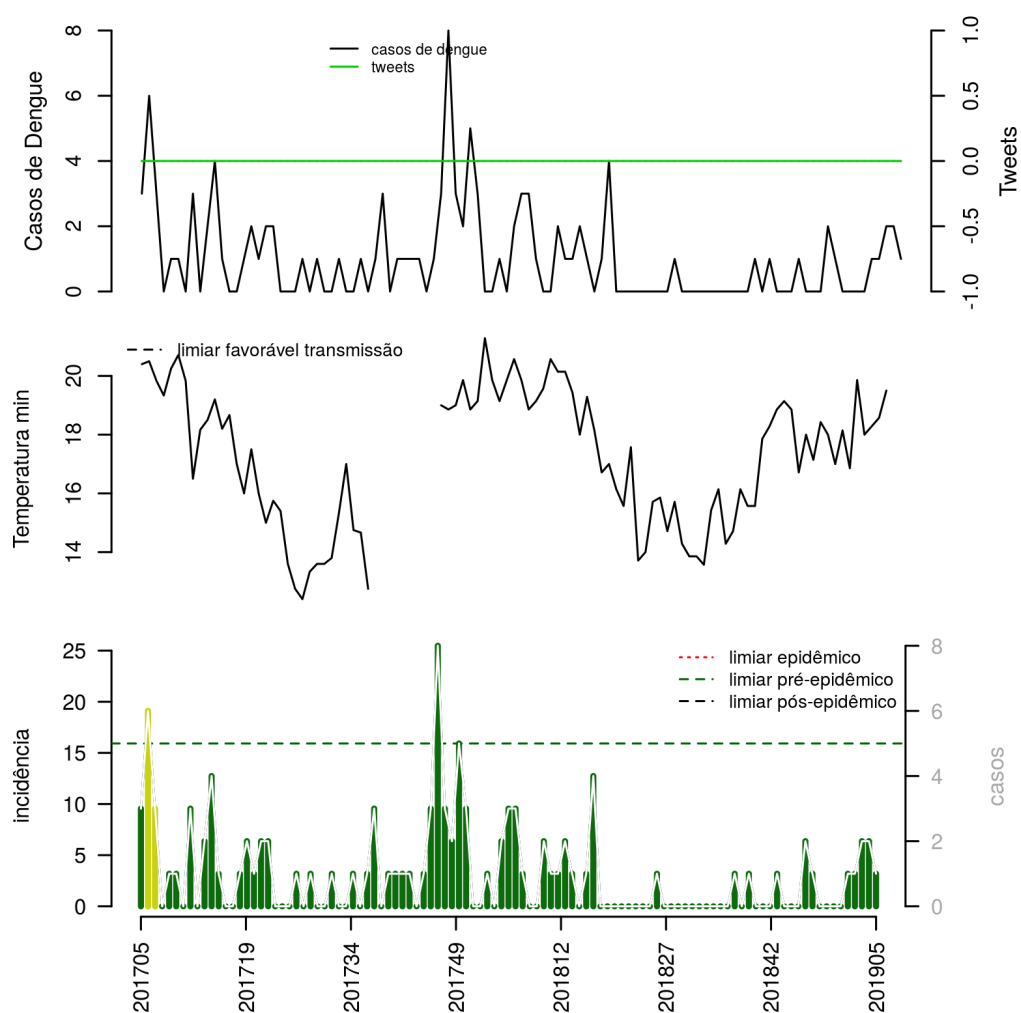 casos de dengue
tweets
Casos de Dengue
0 2 4 6 8
Tweets
-1.0 -0.5 0.0 0.5 1.0
limiar favorável transmissão
Temperatura min
14 16 18 20
limiar epidêmico
limiar pré-epidêmico
limiar pós-epidêmico
incidência
0 5 10 15 20 25
casos
0 2 4 6 8
201705 201719 201734 201749 201812 201827 201842 201905